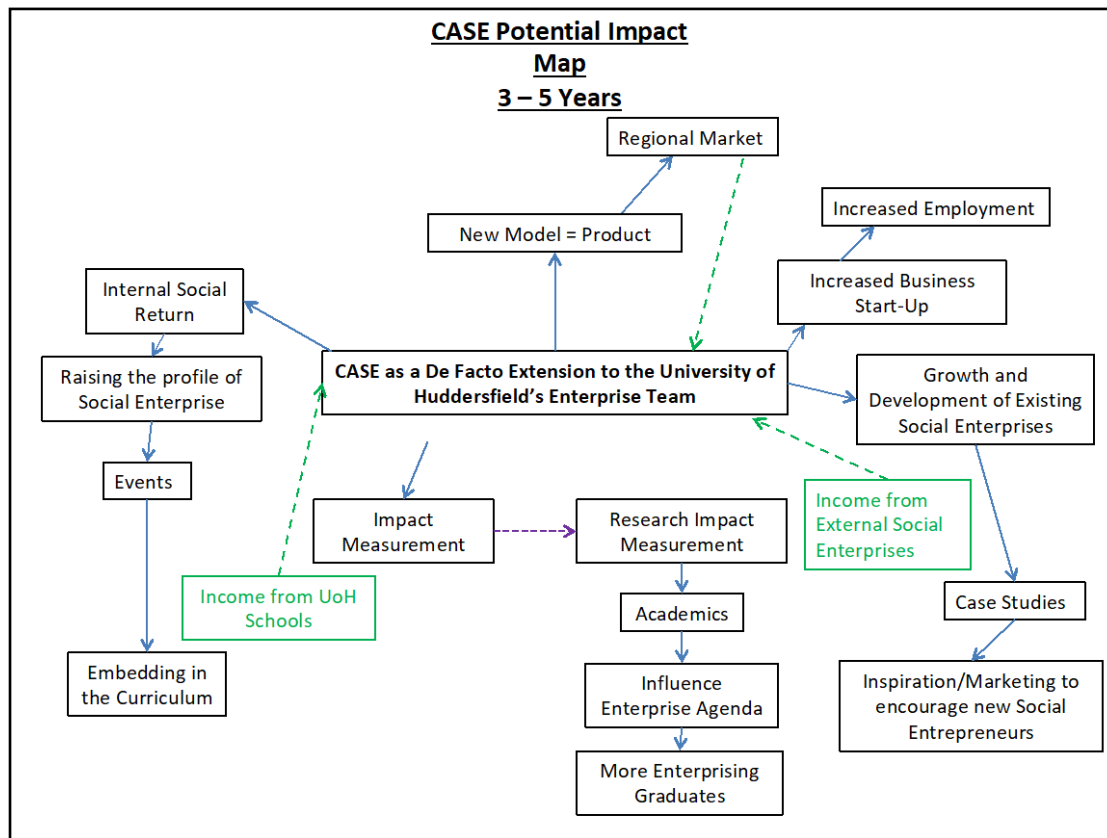 CASE Potential Impact
Map
3 – 5 Years
Regional Market
Increased Employment
New Model = Product
Internal Social
Return
Increased Business
Start-Up
Raising the profile of
Social Enterprise
CASE as a De Facto Extension to the University of
Huddersfield’s Enterprise Team
Growth and
Development of Existing
Social Enterprises
Events
Impact
Measurement
Research Impact
Measurement
Income from
External Social
Enterprises
Income from UoH
Schools
Academics
Case Studies
Embedding in
the Curriculum
Influence
Enterprise Agenda
Inspiration/Marketing to
encourage new Social
Entrepreneurs
More Enterprising
Graduates